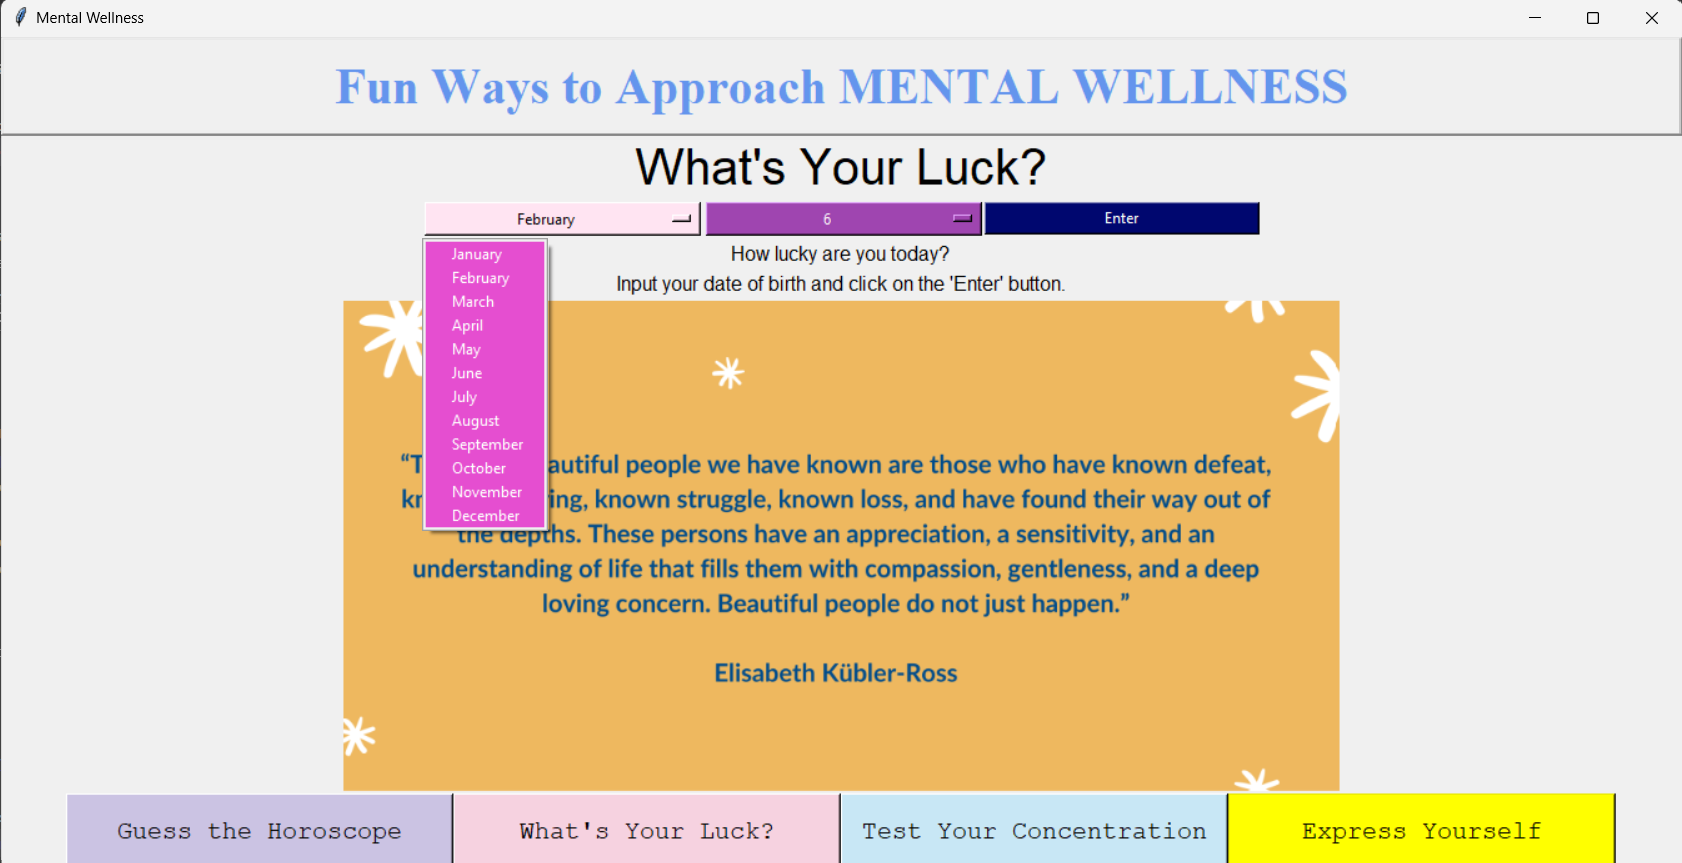 Mental Wellness
Fun Ways to Approach MENTAL WELLNESS
What's Your Luck?
February 6 Enter
January
February
March
April
May
June
July
August
September
October
November
December
How lucky are you today?
Input your date of birth and click on the 'Enter' button.
people we have known are those who have known defeat,
known struggle, known loss, and have found their way out of
the depths. These persons have an appreciation, a sensitivity, and an
understanding of life that fills them with compassion, gentleness, and a deep
loving concern. Beautiful people do not just happen.”
Elisabeth Kübler-Ross
Guess the Horoscope What's Your Luck? Test Your Concentration Express Yourself